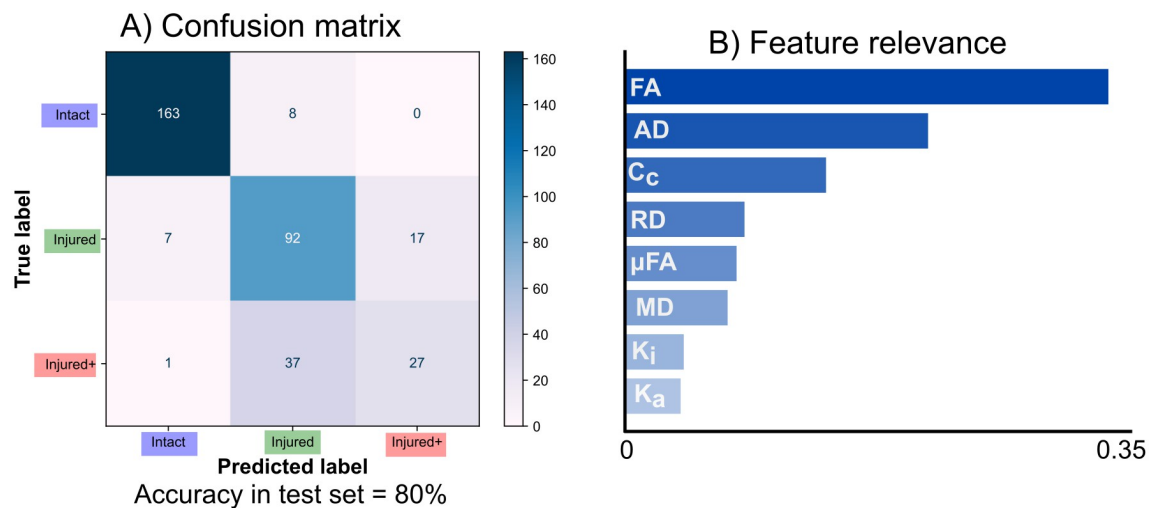 A) Confusion matrix
Intact
163
8
0
Injured
7
92
17
Injured+
1
37
27
True label
Intact
Injured
Injured+
Predicted label
Accuracy in test set = 80%
160
140
120
100
80
60
40
20
0
B) Feature relevance
FA
AD
Cc
RD
μFA
MD
Ki
Ka
0
0.35